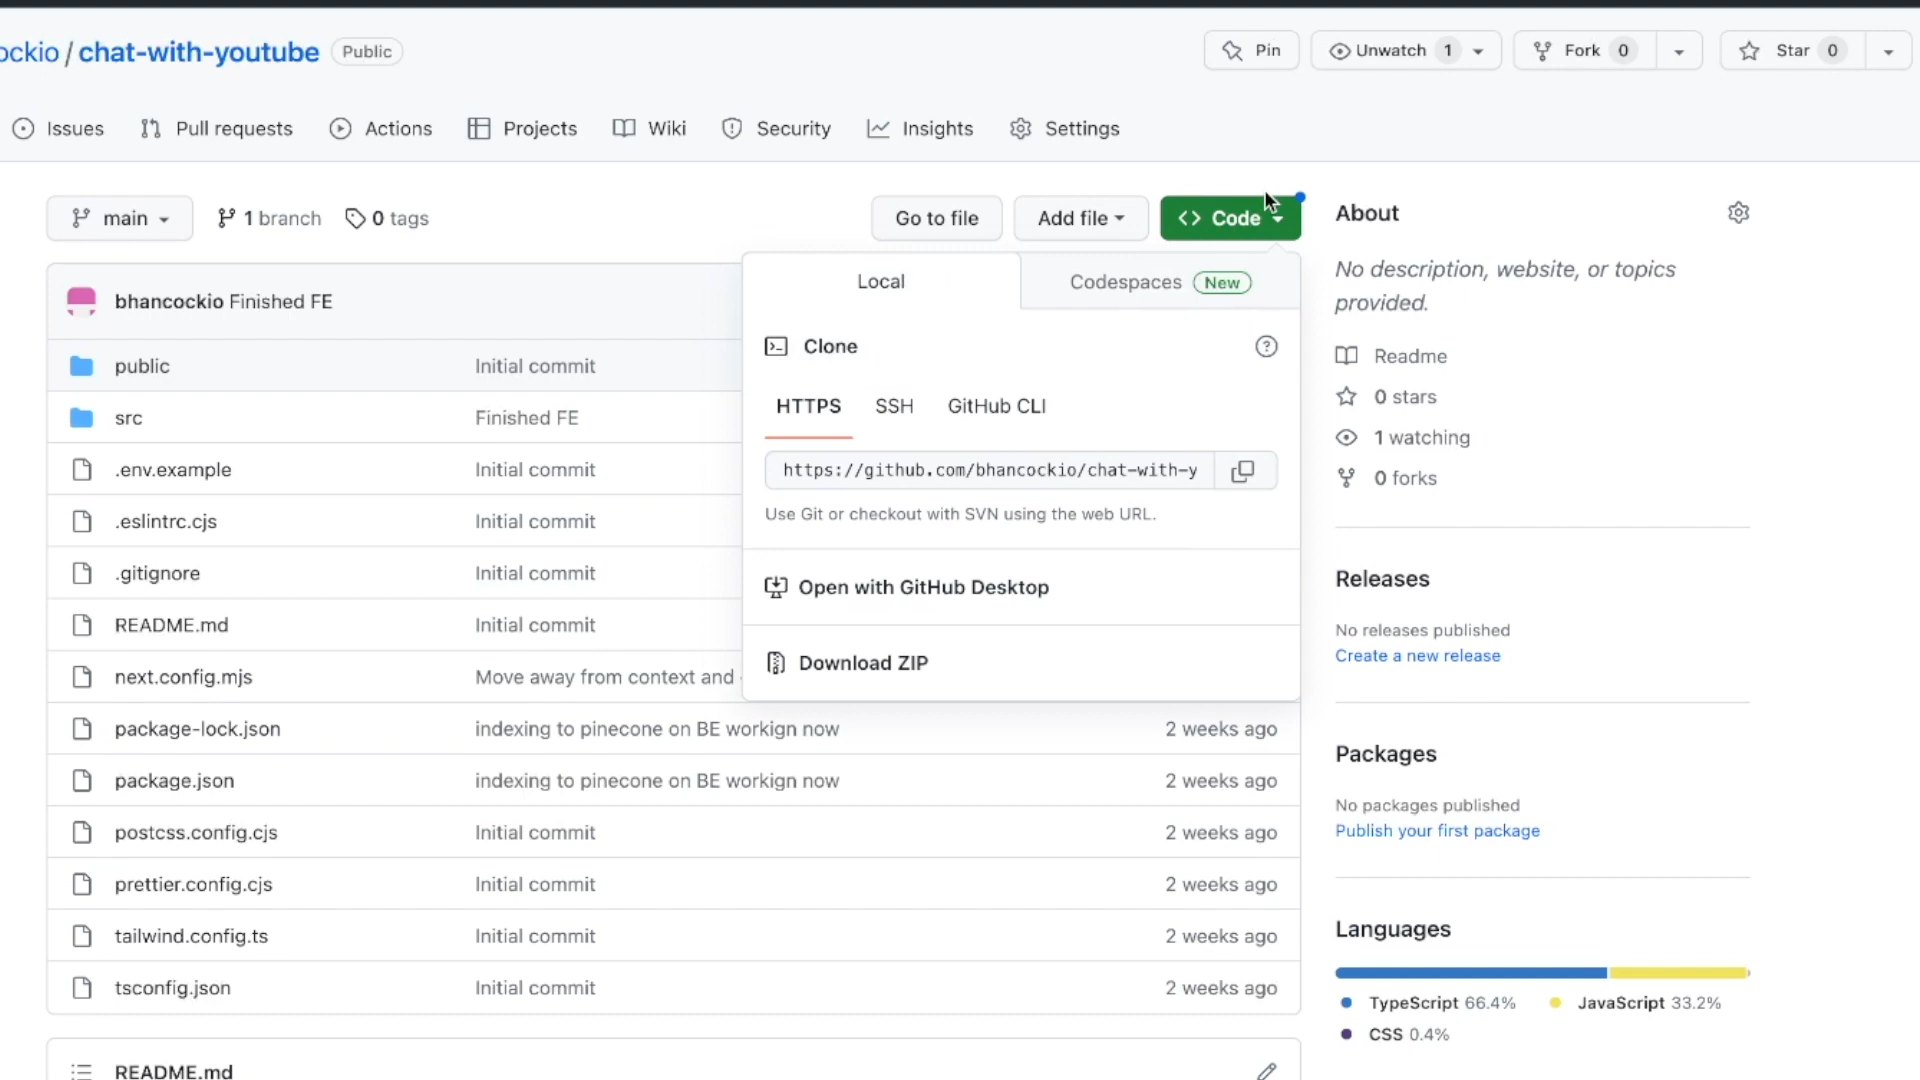 ockio / chat-with-youtube Public
Pin Unwatch 1 Fork 0 Star 0
Issues Pull requests Actions Projects Wiki Security Insights Settings
main 1 branch 0 tags Go to file Add file <> Code
Local Codespaces New
Clone
HTTPS SSH GitHub CLI
https://github.com/bhancockio/chat-with-y
Use Git or checkout with SVN using the web URL.
Open with GitHub Desktop
Download ZIP
bhancockio Finished FE
public Initial commit
src Finished FE
.env.example Initial commit
.eslintrc.cjs Initial commit
.gitignore Initial commit
README.md Initial commit
next.config.mjs Move away from context and
package-lock.json indexing to pinecone on BE workign now 2 weeks ago
package.json indexing to pinecone on BE workign now 2 weeks ago
postcss.config.cjs Initial commit 2 weeks ago
prettier.config.cjs Initial commit 2 weeks ago
tailwind.config.ts Initial commit 2 weeks ago
tsconfig.json Initial commit 2 weeks ago
README.md
About
No description, website, or topics
provided.
Readme
0 stars
1 watching
0 forks
Releases
No releases published
Create a new release
Packages
No packages published
Publish your first package
Languages
TypeScript 66.4% JavaScript 33.2%
CSS 0.4%